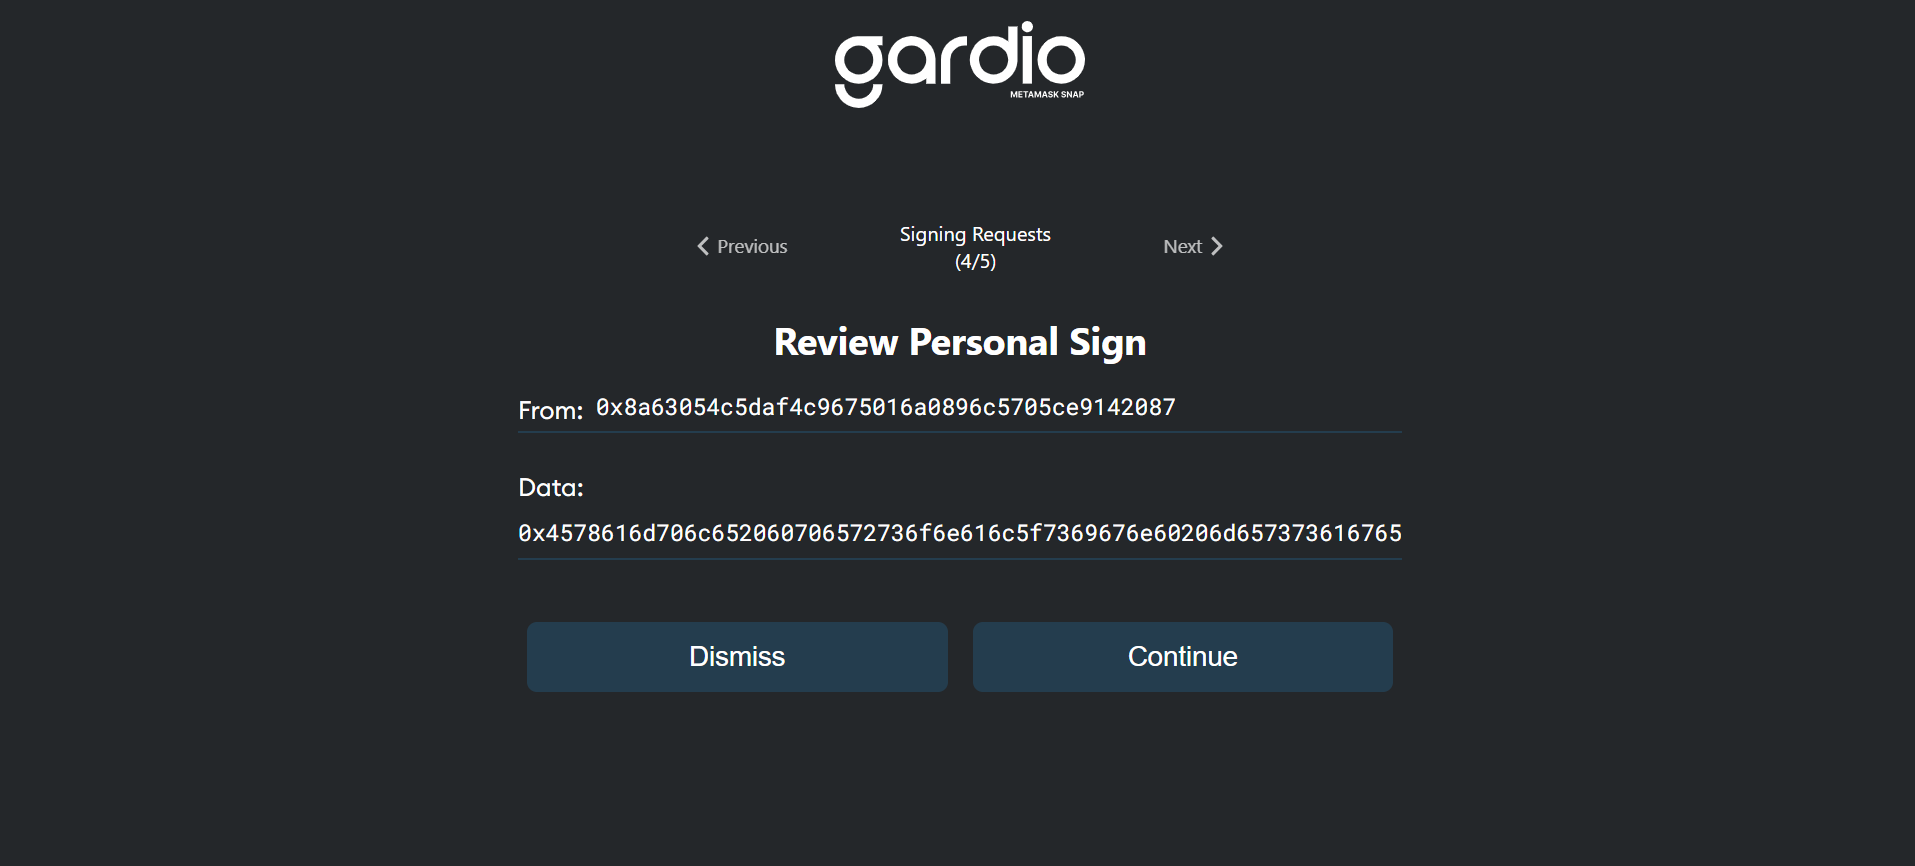 gardio
METAMASK SNAP
Previous
Signing Requests
(4/5)
Next
Review Personal Sign
From: 0x8a63054c5daf4c9675016a0896c5705ce9142087
Data:
0x4578616d706c652060706572736f6e616c5f7369676e60206d657373616765
Dismiss
Continue